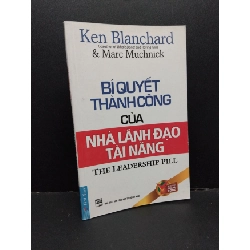 Ken Blanchard
& Marc Muchnick
BÍ QUYẾT
THÀNH CÔNG
CỦA
NHÀ LÃNH ĐẠO
TÀI NĂNG
THE LEADERSHIP PILL